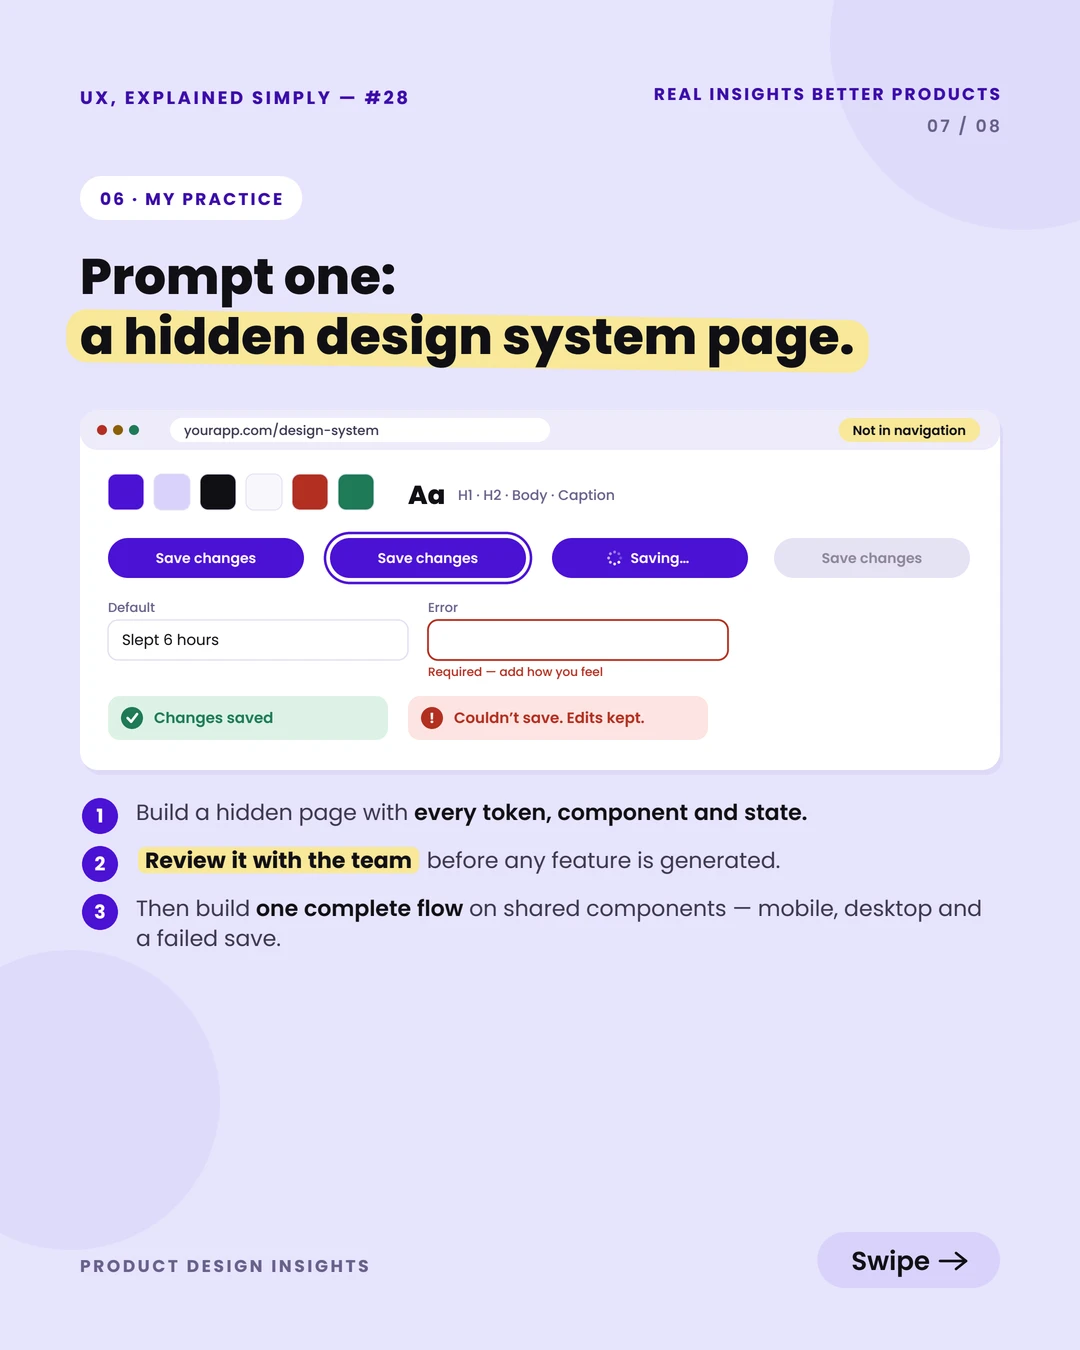 UX, EXPLAINED SIMPLY — #28
REAL INSIGHTS BETTER PRODUCTS
07 / 08
06 · MY PRACTICE
Prompt one:
a hidden design system page.
yourapp.com/design-system
Not in navigation
Aa H1 · H2 · Body · Caption
Save changes
Save changes
Saving...
Save changes
Default
Error
Slept 6 hours
Required — add how you feel
Changes saved
! Couldn’t save. Edits kept.
1 Build a hidden page with every token, component and state.
2 Review it with the team before any feature is generated.
3 Then build one complete flow on shared components — mobile, desktop and
a failed save.
PRODUCT DESIGN INSIGHTS
Swipe →